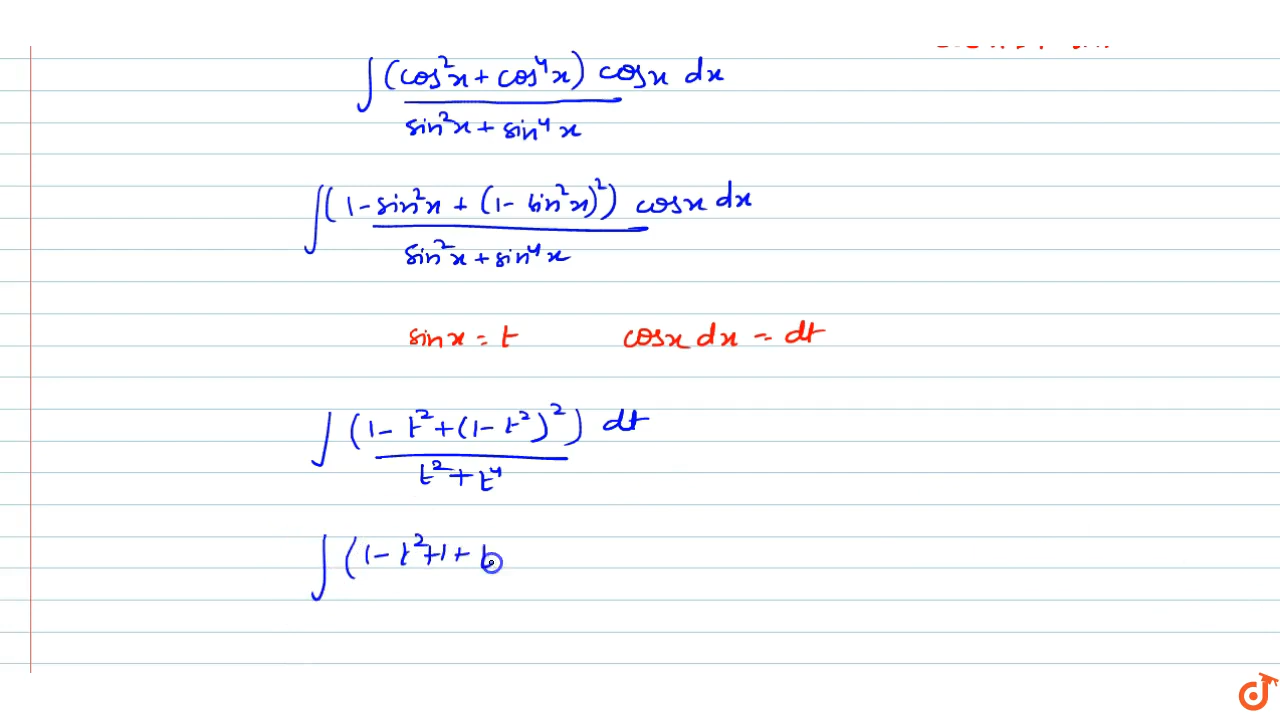 ∫ (cos²x + cos⁴x) cosx dx
sin²x + sin⁴x
∫ (1 - sin²x + (1 - sin²x)²) cosx dx
sin²x + sin⁴x
sinx = t cosx dx = dt
∫ (1 - t² + (1 - t²)²) dt
t² + t⁴
∫ (1 - t² + 1 + t